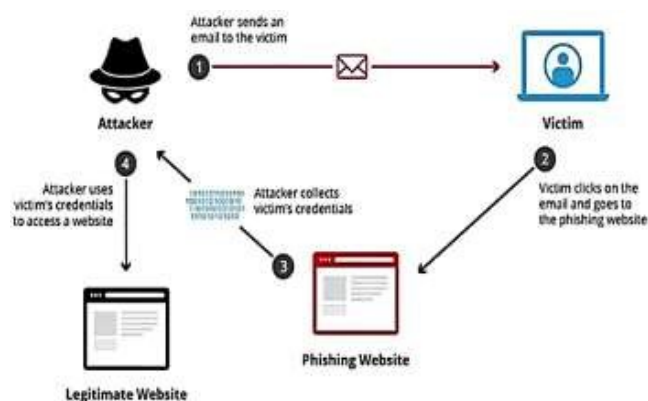 Attacker sends an
email to the victim
1
Attacker
Victim
4
2
Attacker uses
victim's credentials
to access a website
Attacker collects
victim's credentials
Victim clicks on the
email and goes to
the phishing website
3
Phishing Website
Legitimate Website